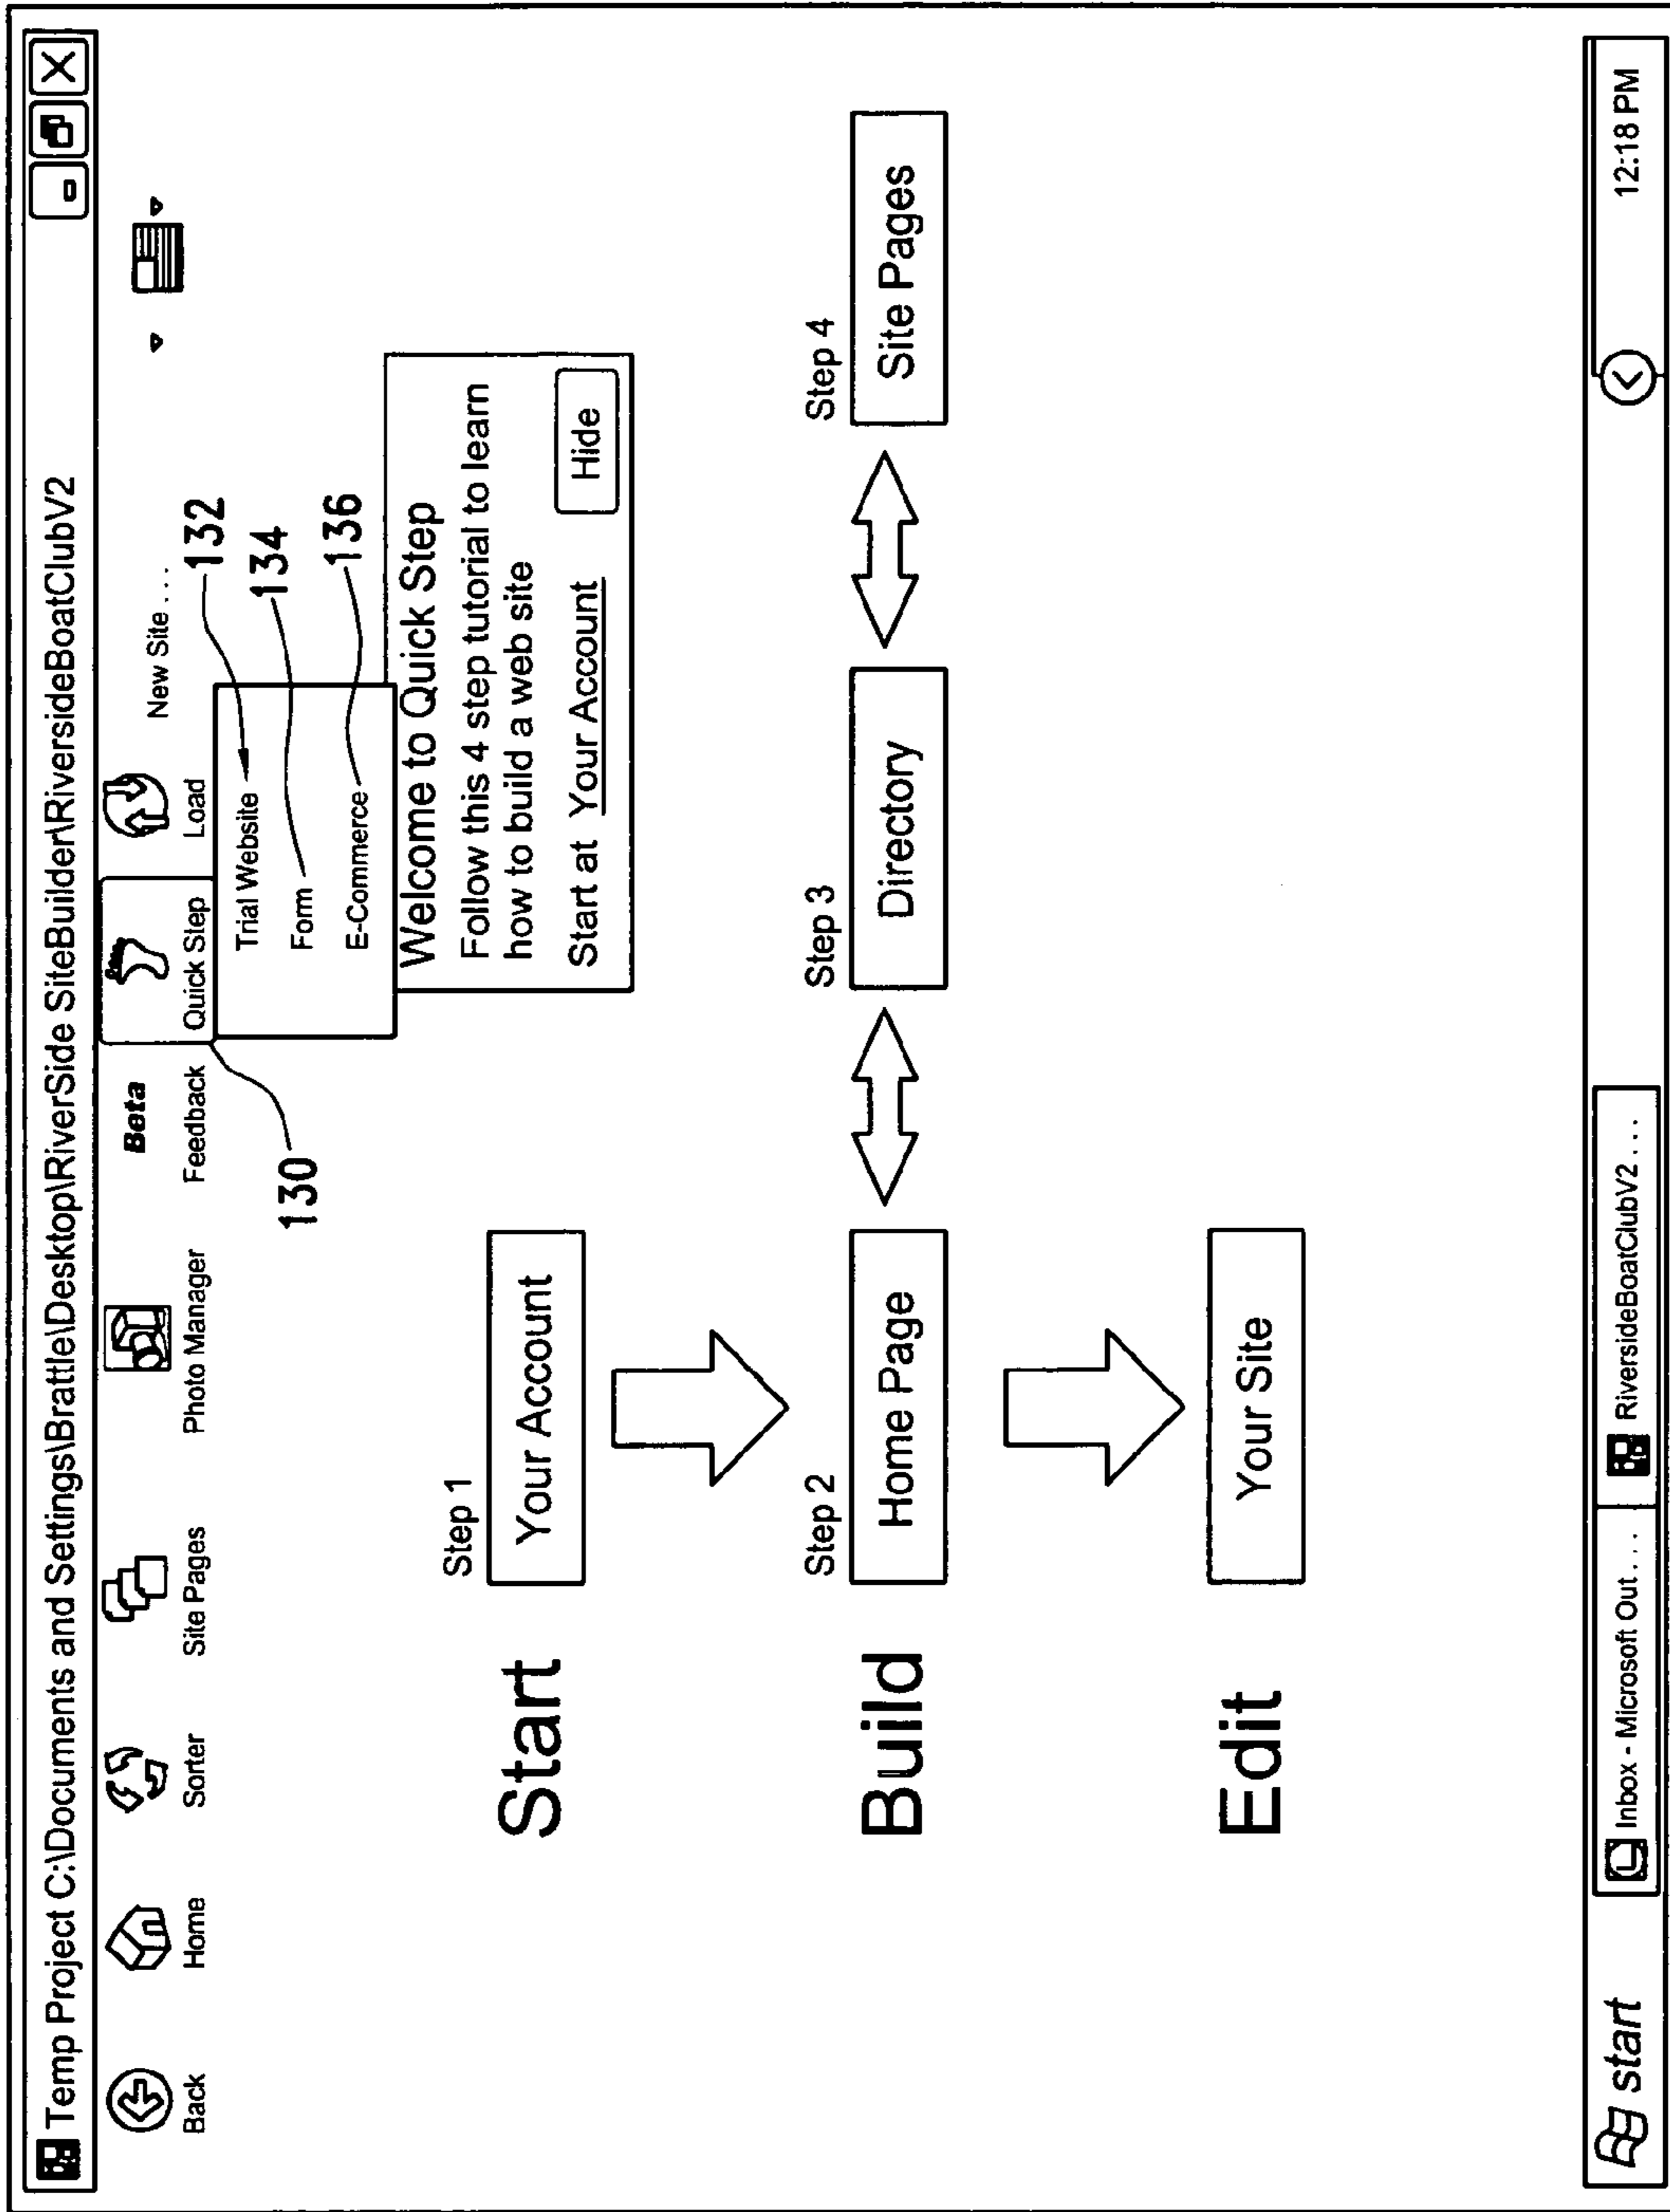 Temp Project C:\Documents and Settings\Brattle\Desktop\RiverSide SiteBuilder\RiversideBoatClubV2
Back
Home
Sorter
Site Pages
Photo Manager
Beta
Feedback
Quick Step
Load
New Site . . .
130
Trial Website
132
Form
134
E-Commerce
136
Welcome to Quick Step
Follow this 4 step tutorial to learn
how to build a web site
Start at Your Account
Hide
Start
Step 1
Your Account
Build
Step 2
Home Page
Step 3
Directory
Step 4
Site Pages
Edit
Your Site
start
Inbox - Microsoft Out . . .
RiversideBoatClubV2 . . .
12:18 PM